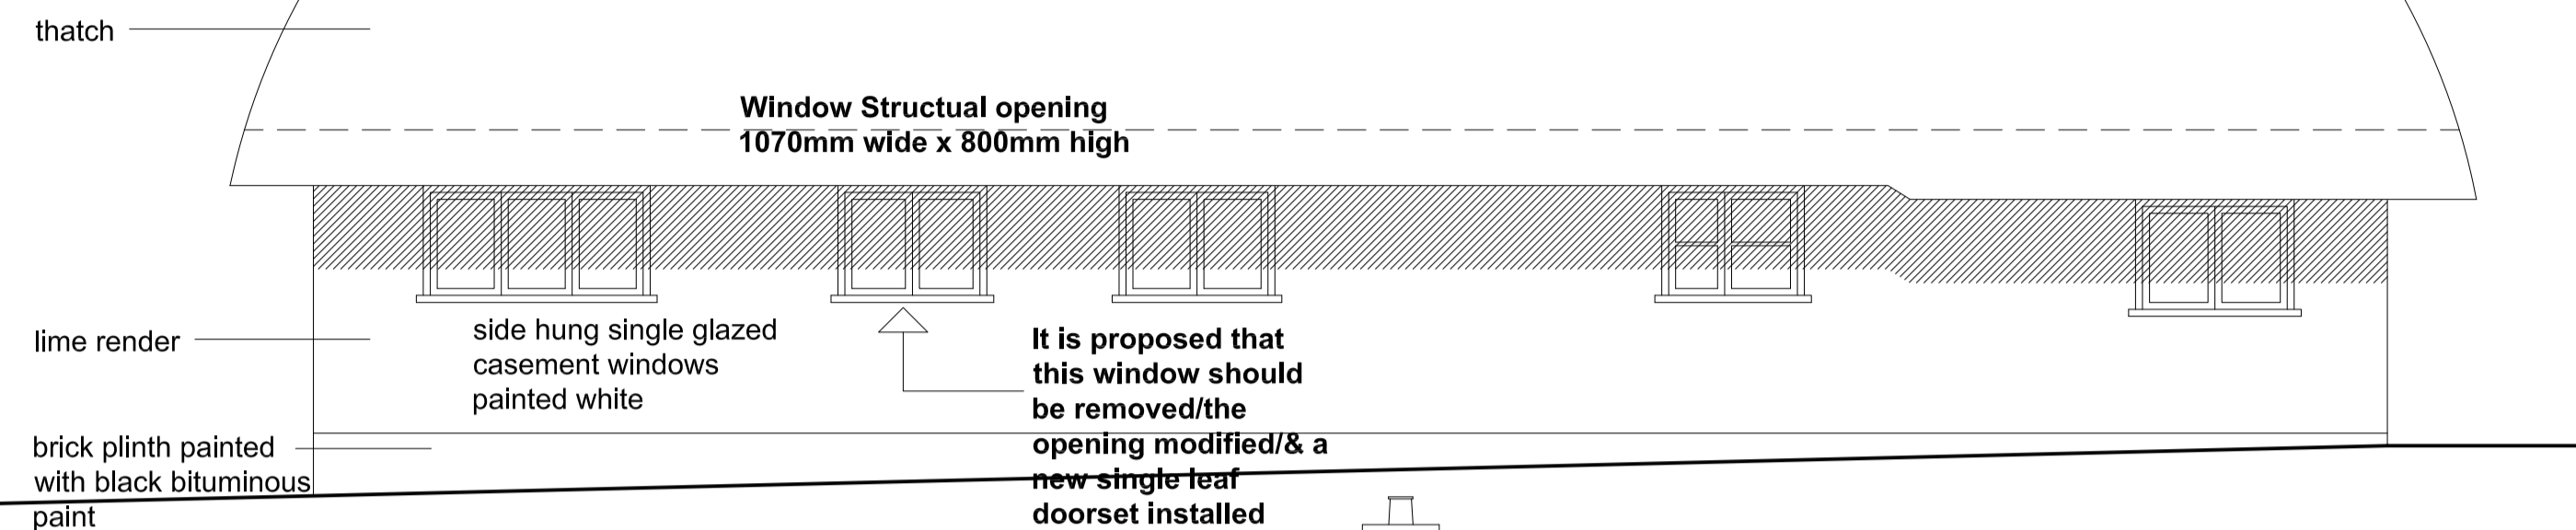 thatch
Window Structual opening
1070mm wide x 800mm high
lime render
side hung single glazed
casement windows
painted white
It is proposed that
this window should
be removed/the
opening modified/& a
new single leaf
doorset installed
brick plinth painted
with black bituminous
paint